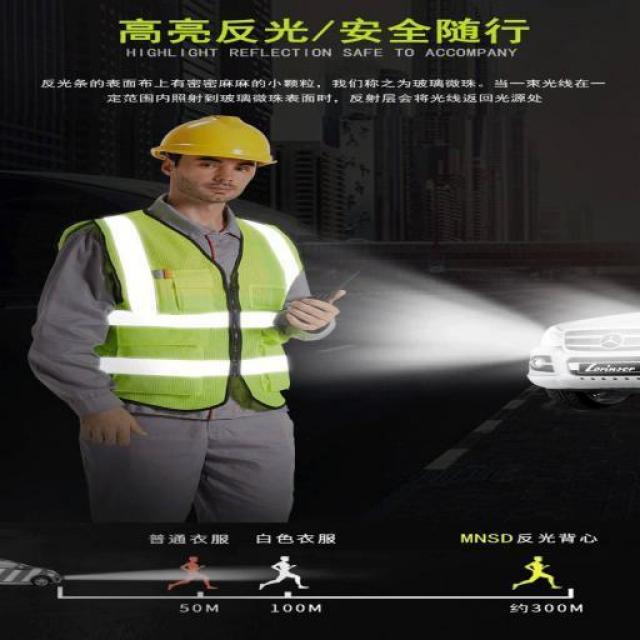 高亮反光/安全随行
HIGHLIGHT REFLECTION SAFE TO ACCOMPANY
反光条的表面布上有密密麻麻的小颗粒，我们称之为玻璃微珠。当一束光线在一
定范围内照射到玻璃微珠表面时，反射层会将光线返回光源处
Lorinser
普通衣服 白色衣服 MNSD反光背心
50M 100M 约300M